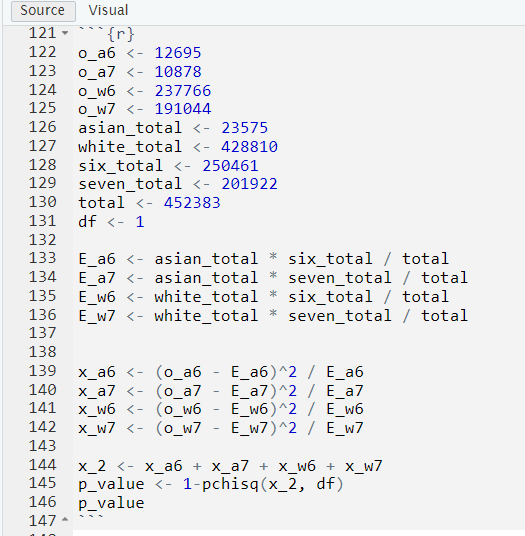 Source Visual
121 ```{r}
122 o_a6 <- 12695
123 o_a7 <- 10878
124 o_w6 <- 237766
125 o_w7 <- 191044
126 asian_total <- 23575
127 white_total <- 428810
128 six_total <- 250461
129 seven_total <- 201922
130 total <- 452383
131 df <- 1
132
133 E_a6 <- asian_total * six_total / total
134 E_a7 <- asian_total * seven_total / total
135 E_w6 <- white_total * six_total / total
136 E_w7 <- white_total * seven_total / total
137
138
139 x_a6 <- (o_a6 - E_a6)^2 / E_a6
140 x_a7 <- (o_a7 - E_a7)^2 / E_a7
141 x_w6 <- (o_w6 - E_w6)^2 / E_w6
142 x_w7 <- (o_w7 - E_w7)^2 / E_w7
143
144 x_2 <- x_a6 + x_a7 + x_w6 + x_w7
145 p_value <- 1-pchisq(x_2, df)
146 p_value
147 ```